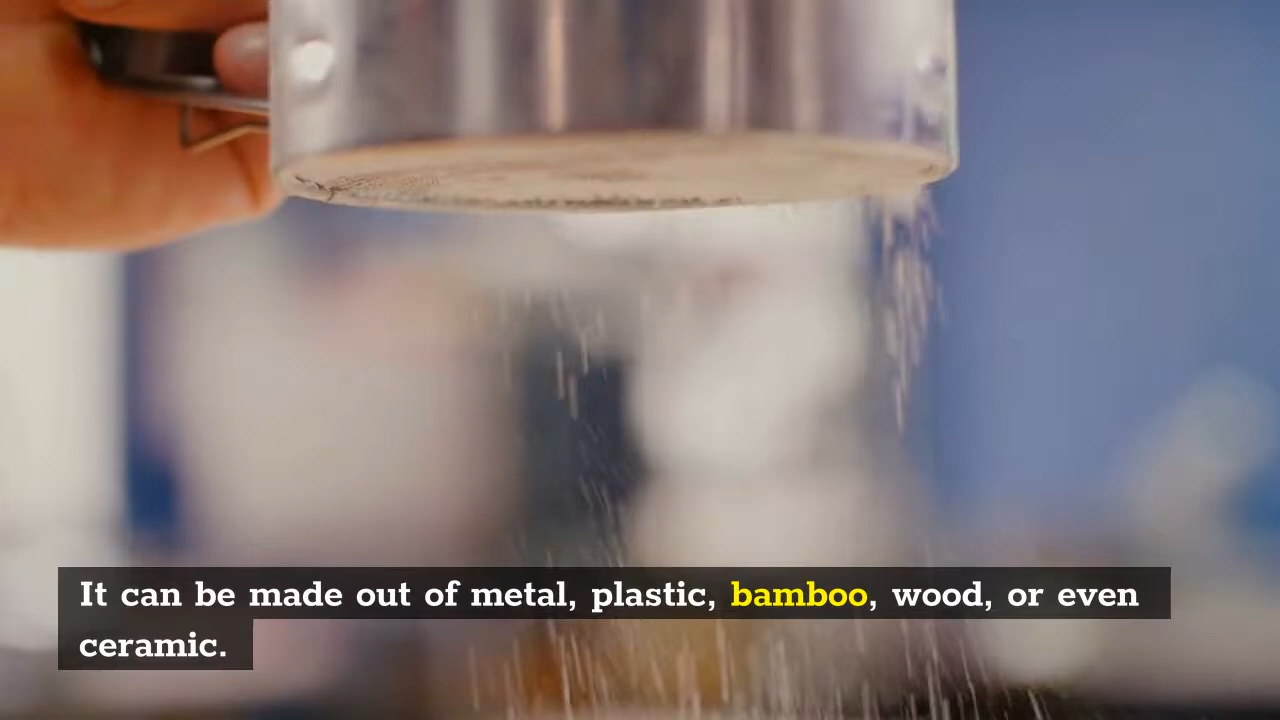 It can be made out of metal, plastic, bamboo, wood, or even
ceramic.